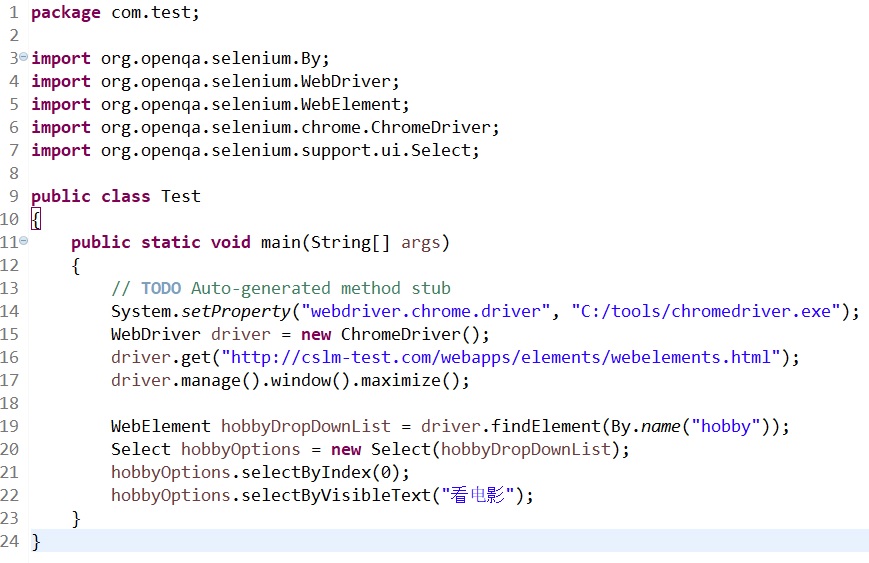 1 package com.test;
2
3 import org.openqa.selenium.By;
4 import org.openqa.selenium.WebDriver;
5 import org.openqa.selenium.WebElement;
6 import org.openqa.selenium.chrome.ChromeDriver;
7 import org.openqa.selenium.support.ui.Select;
8
9 public class Test
10 {
11     public static void main(String[] args)
12     {
13         // TODO Auto-generated method stub
14         System.setProperty("webdriver.chrome.driver", "C:/tools/chromedriver.exe");
15         WebDriver driver = new ChromeDriver();
16         driver.get("http://cslm-test.com/webapps/elements/webelements.html");
17         driver.manage().window().maximize();
18
19         WebElement hobbyDropDownList = driver.findElement(By.name("hobby"));
20         Select hobbyOptions = new Select(hobbyDropDownList);
21         hobbyOptions.selectByIndex(0);
22         hobbyOptions.selectByVisibleText("看电影");
23     }
24 }